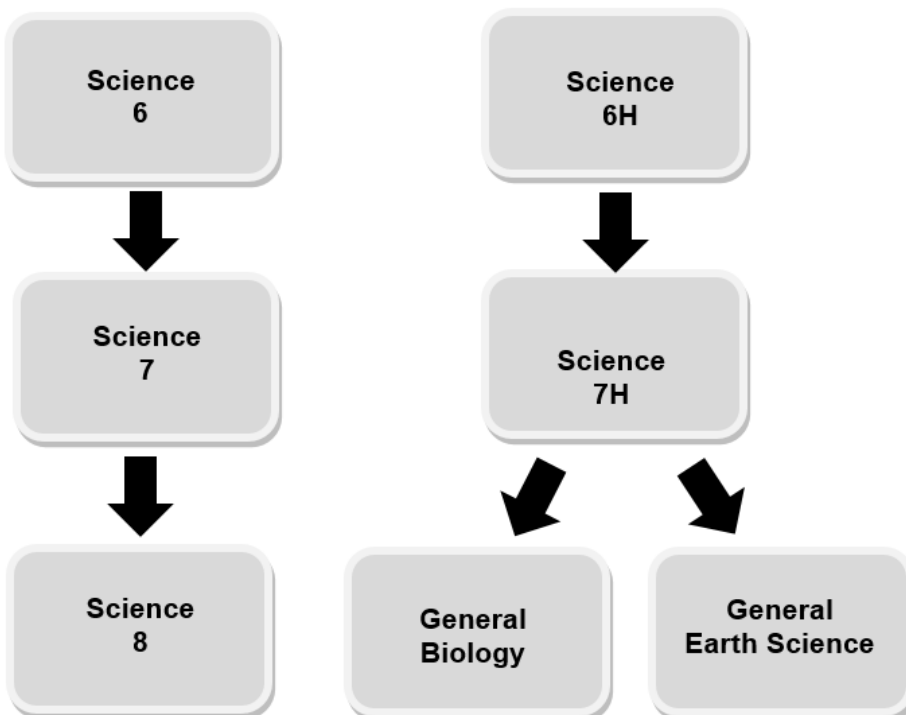 Science
6
Science
6H
Science
7
Science
7H
Science
8
General
Biology
General
Earth Science